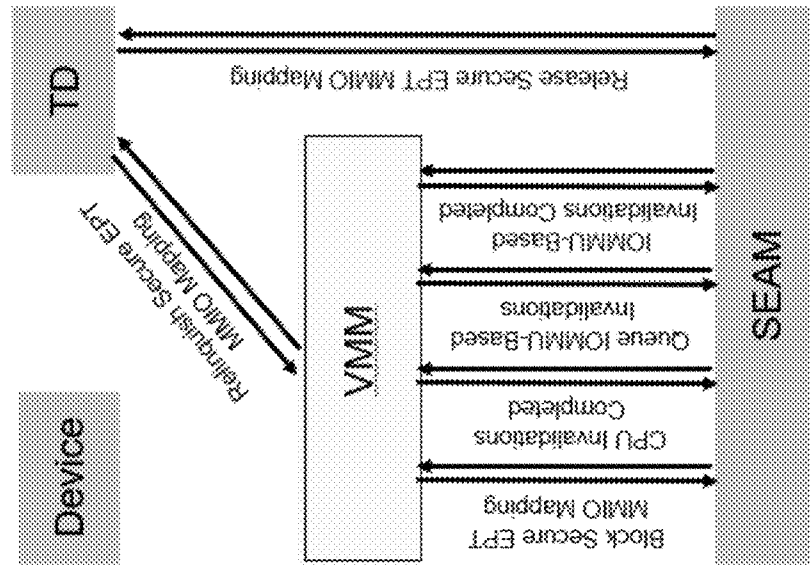 TD
Device
VMM
SEAM
Relinquish Secure EPT
MMIO Mapping
Release Secure EPT MMIO Mapping
IOMMU-Based
Invalidations Completed
Queue IOMMU-Based
Invalidations
CPU Invalidations
Completed
Block Secure EPT
MMIO Mapping